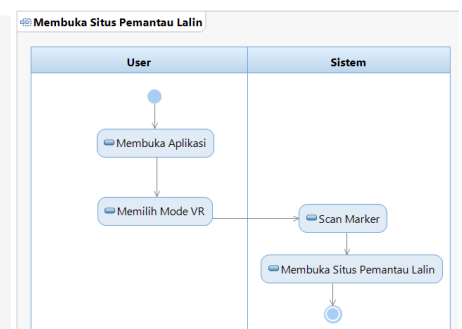 Membuka Situs Pemantau Lalin
User
Sistem
Membuka Aplikasi
Memilih Mode VR
Scan Marker
Membuka Situs Pemantau Lalin